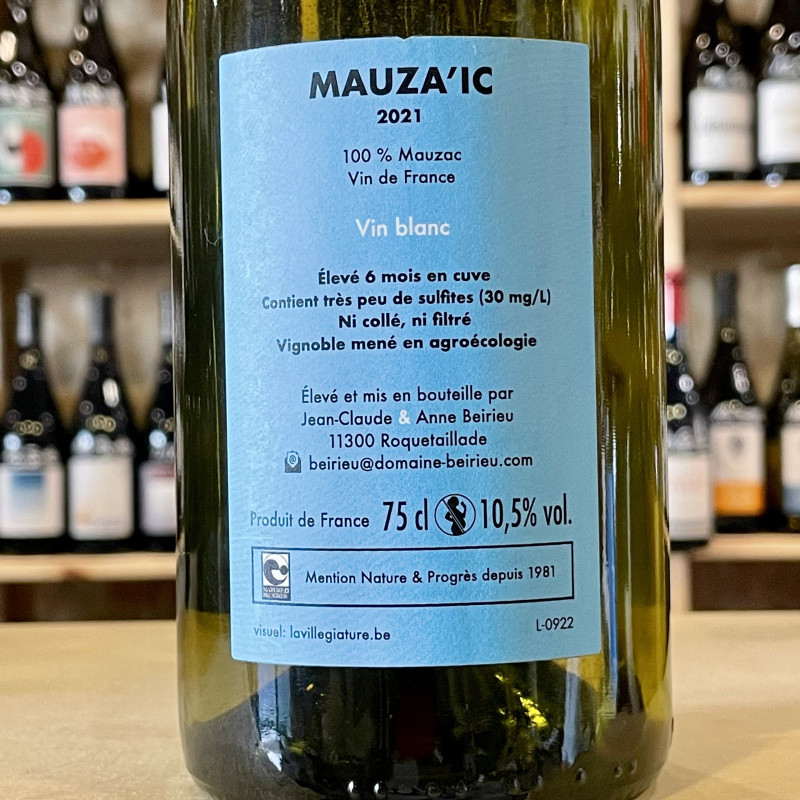 MAUZA'IC
2021
100 % Mauzac
Vin de France
Vin blanc
Élevé 6 mois en cuve
Contient très peu de sulfites (30 mg/L)
Ni collé, ni filtré
Vignoble mené en agroécologie
Élevé et mis en bouteille par
Jean-Claude & Anne Beirieu
11300 Roquetaillade
beirieu@domaine-beirieu.com
Produit de France 75 cl 10,5% vol.
NATURE & PROGRES
Mention Nature & Progrès depuis 1981
visuel: lavillegiature.be
L-0922